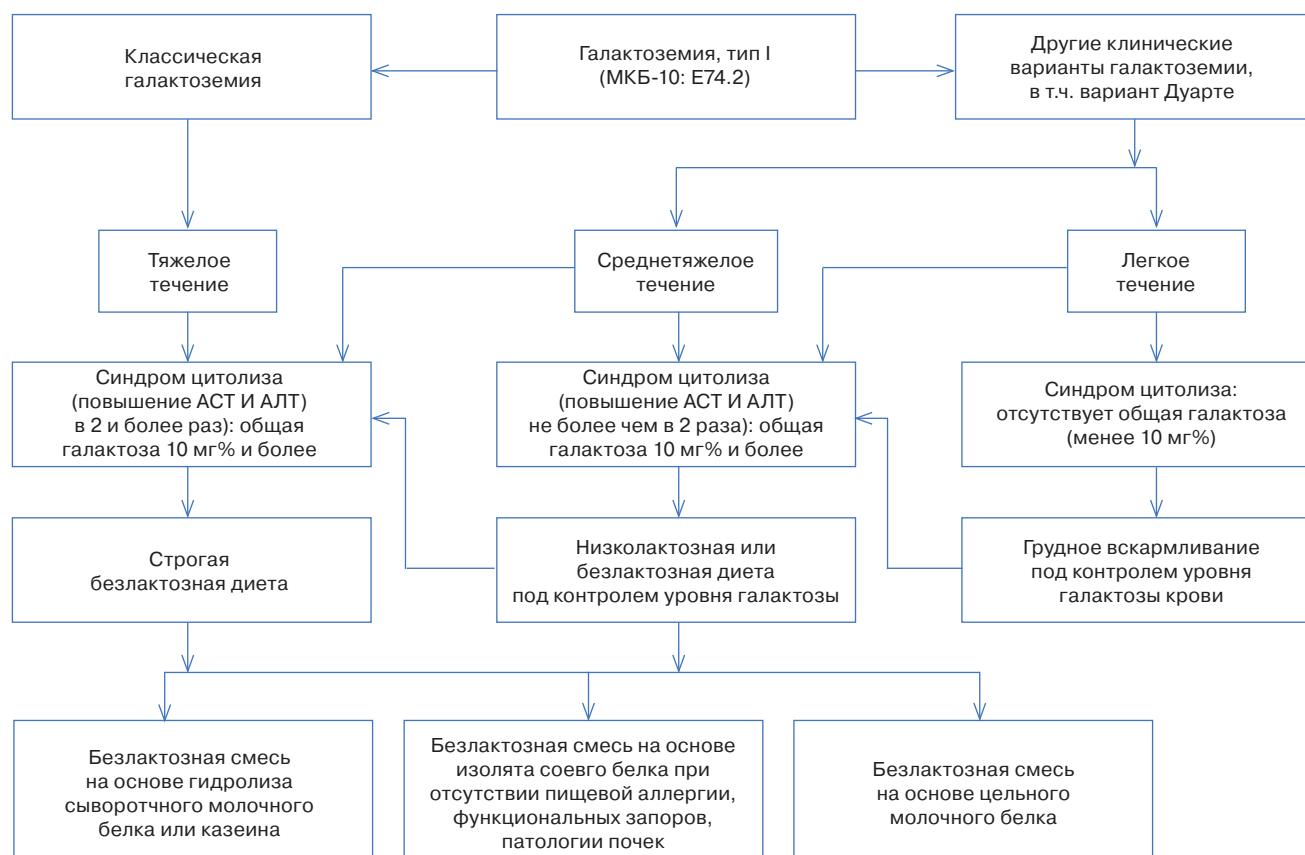 Классическая
галактоземия
Галактоземия, тип I
(МКБ-10: E74.2)
Другие клинические
варианты галактоземии,
в т.ч. вариант Дуарте
Тяжелое
течение
Среднетяжелое
течение
Легкое
течение
Синдром цитолиза
(повышение АСТ И АЛТ)
в 2 и более раз): общая
галактоза 10 мг% и более
Синдром цитолиза
(повышение АСТ И АЛТ)
не более чем в 2 раза): общая
галактоза 10 мг% и более
Синдром цитолиза:
отсутствует общая галактоза
(менее 10 мг%)
Строгая
безлактозная диета
Низколактозная или
безлактозная диета
под контролем уровня галактозы
Грудное вскармливание
под контролем уровня
галактозы крови
Безлактозная смесь
на основе гидролиза
сыворотчного молочного
белка или казеина
Безлактозная смесь на основе
изолята соевго белка при
отсутствии пищевой аллергии,
функциональных запоров,
патологии почек
Безлактозная смесь
на основе цельного
молочного белка